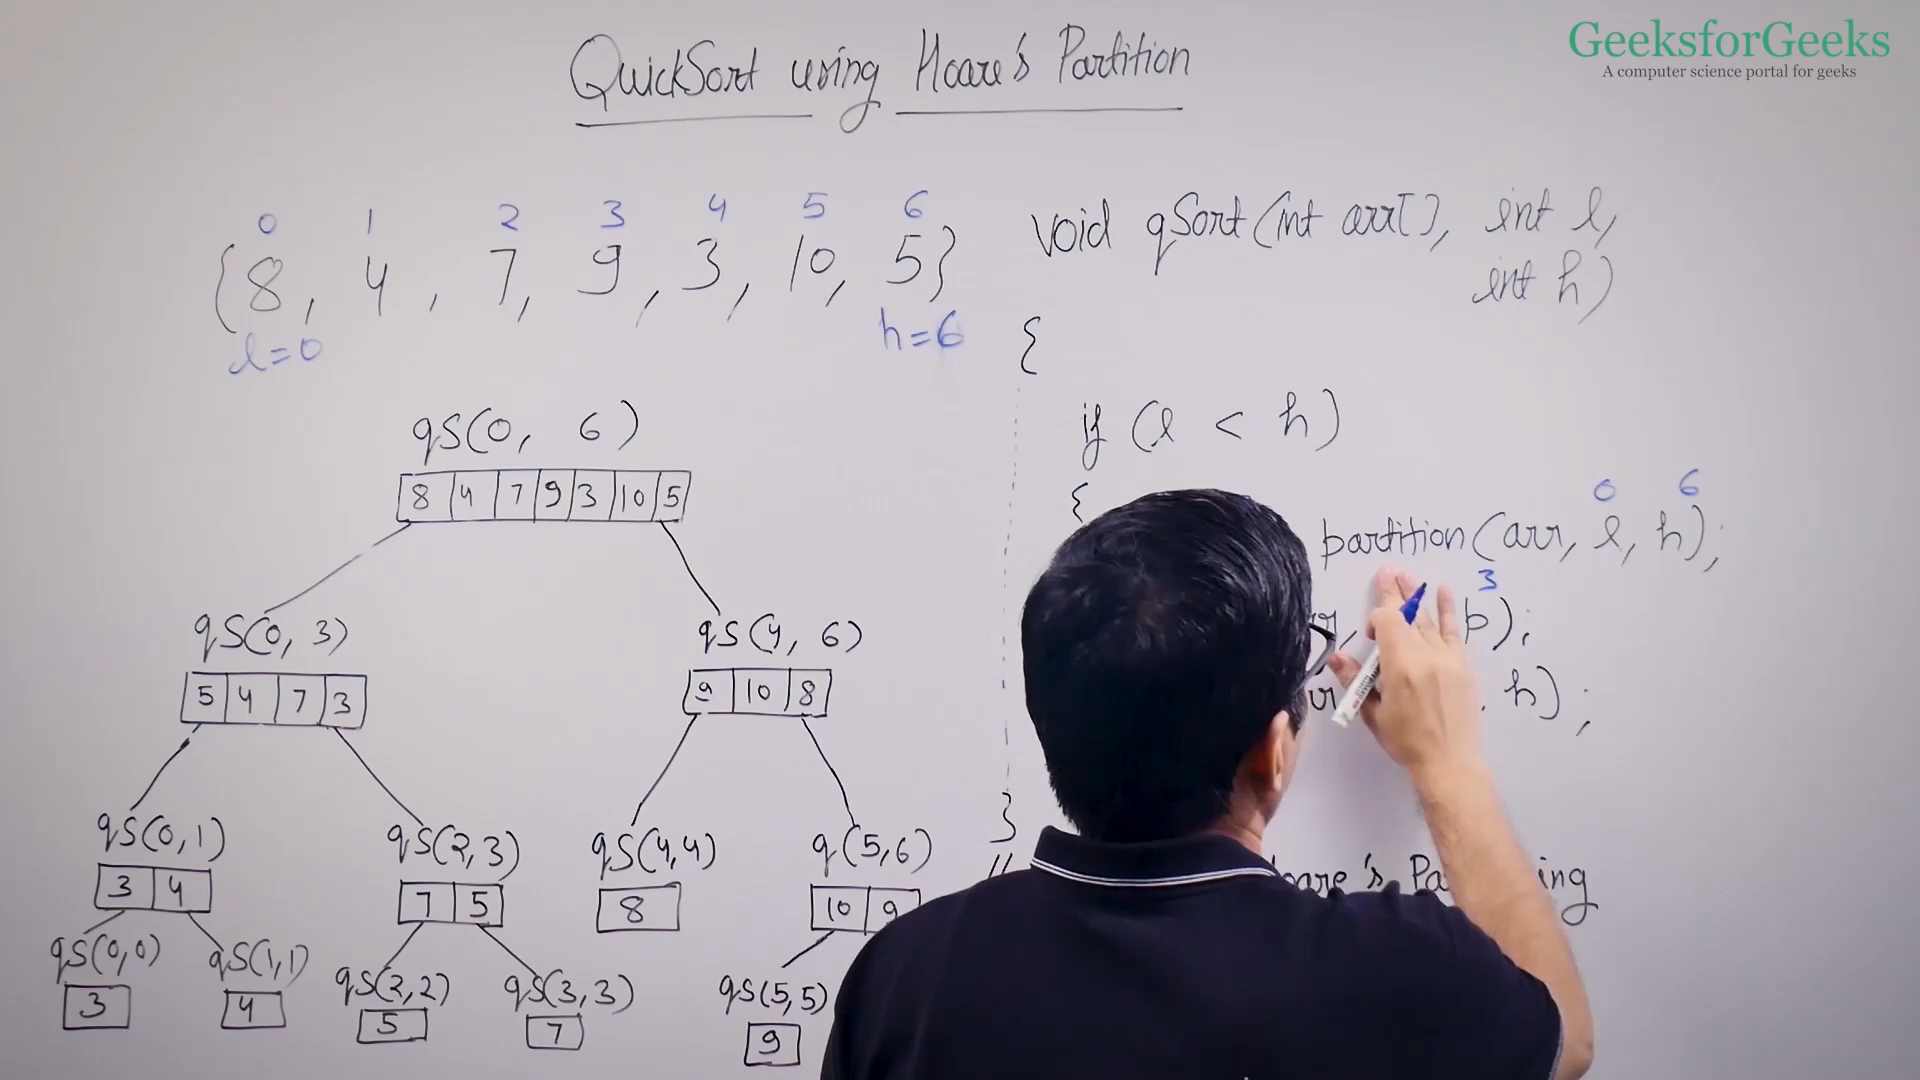 GeeksforGeeks
A computer science portal for geeks
QuickSort using Hoare's Partition
0 1 2 3 4 5 6
{8, 4, 7, 9, 3, 10, 5}
l=0 h=6
void qSort(int arr[], int l,
int h)
{
if (l < h)
{
0 6
partition(arr, l, h);
3
p);
, h);
}
//
ing
qS(0, 6)
8 4 7 9 3 10 5
qS(0, 3) qS(4, 6)
5 4 7 3 9 10 8
qS(0,1) qS(2,3) qS(4,4) q(5,6)
3 4 7 5 8 10 9
qS(0,0) qS(1,1) qS(2,2) qS(3,3) qS(5,5)
3 4 5 7 9